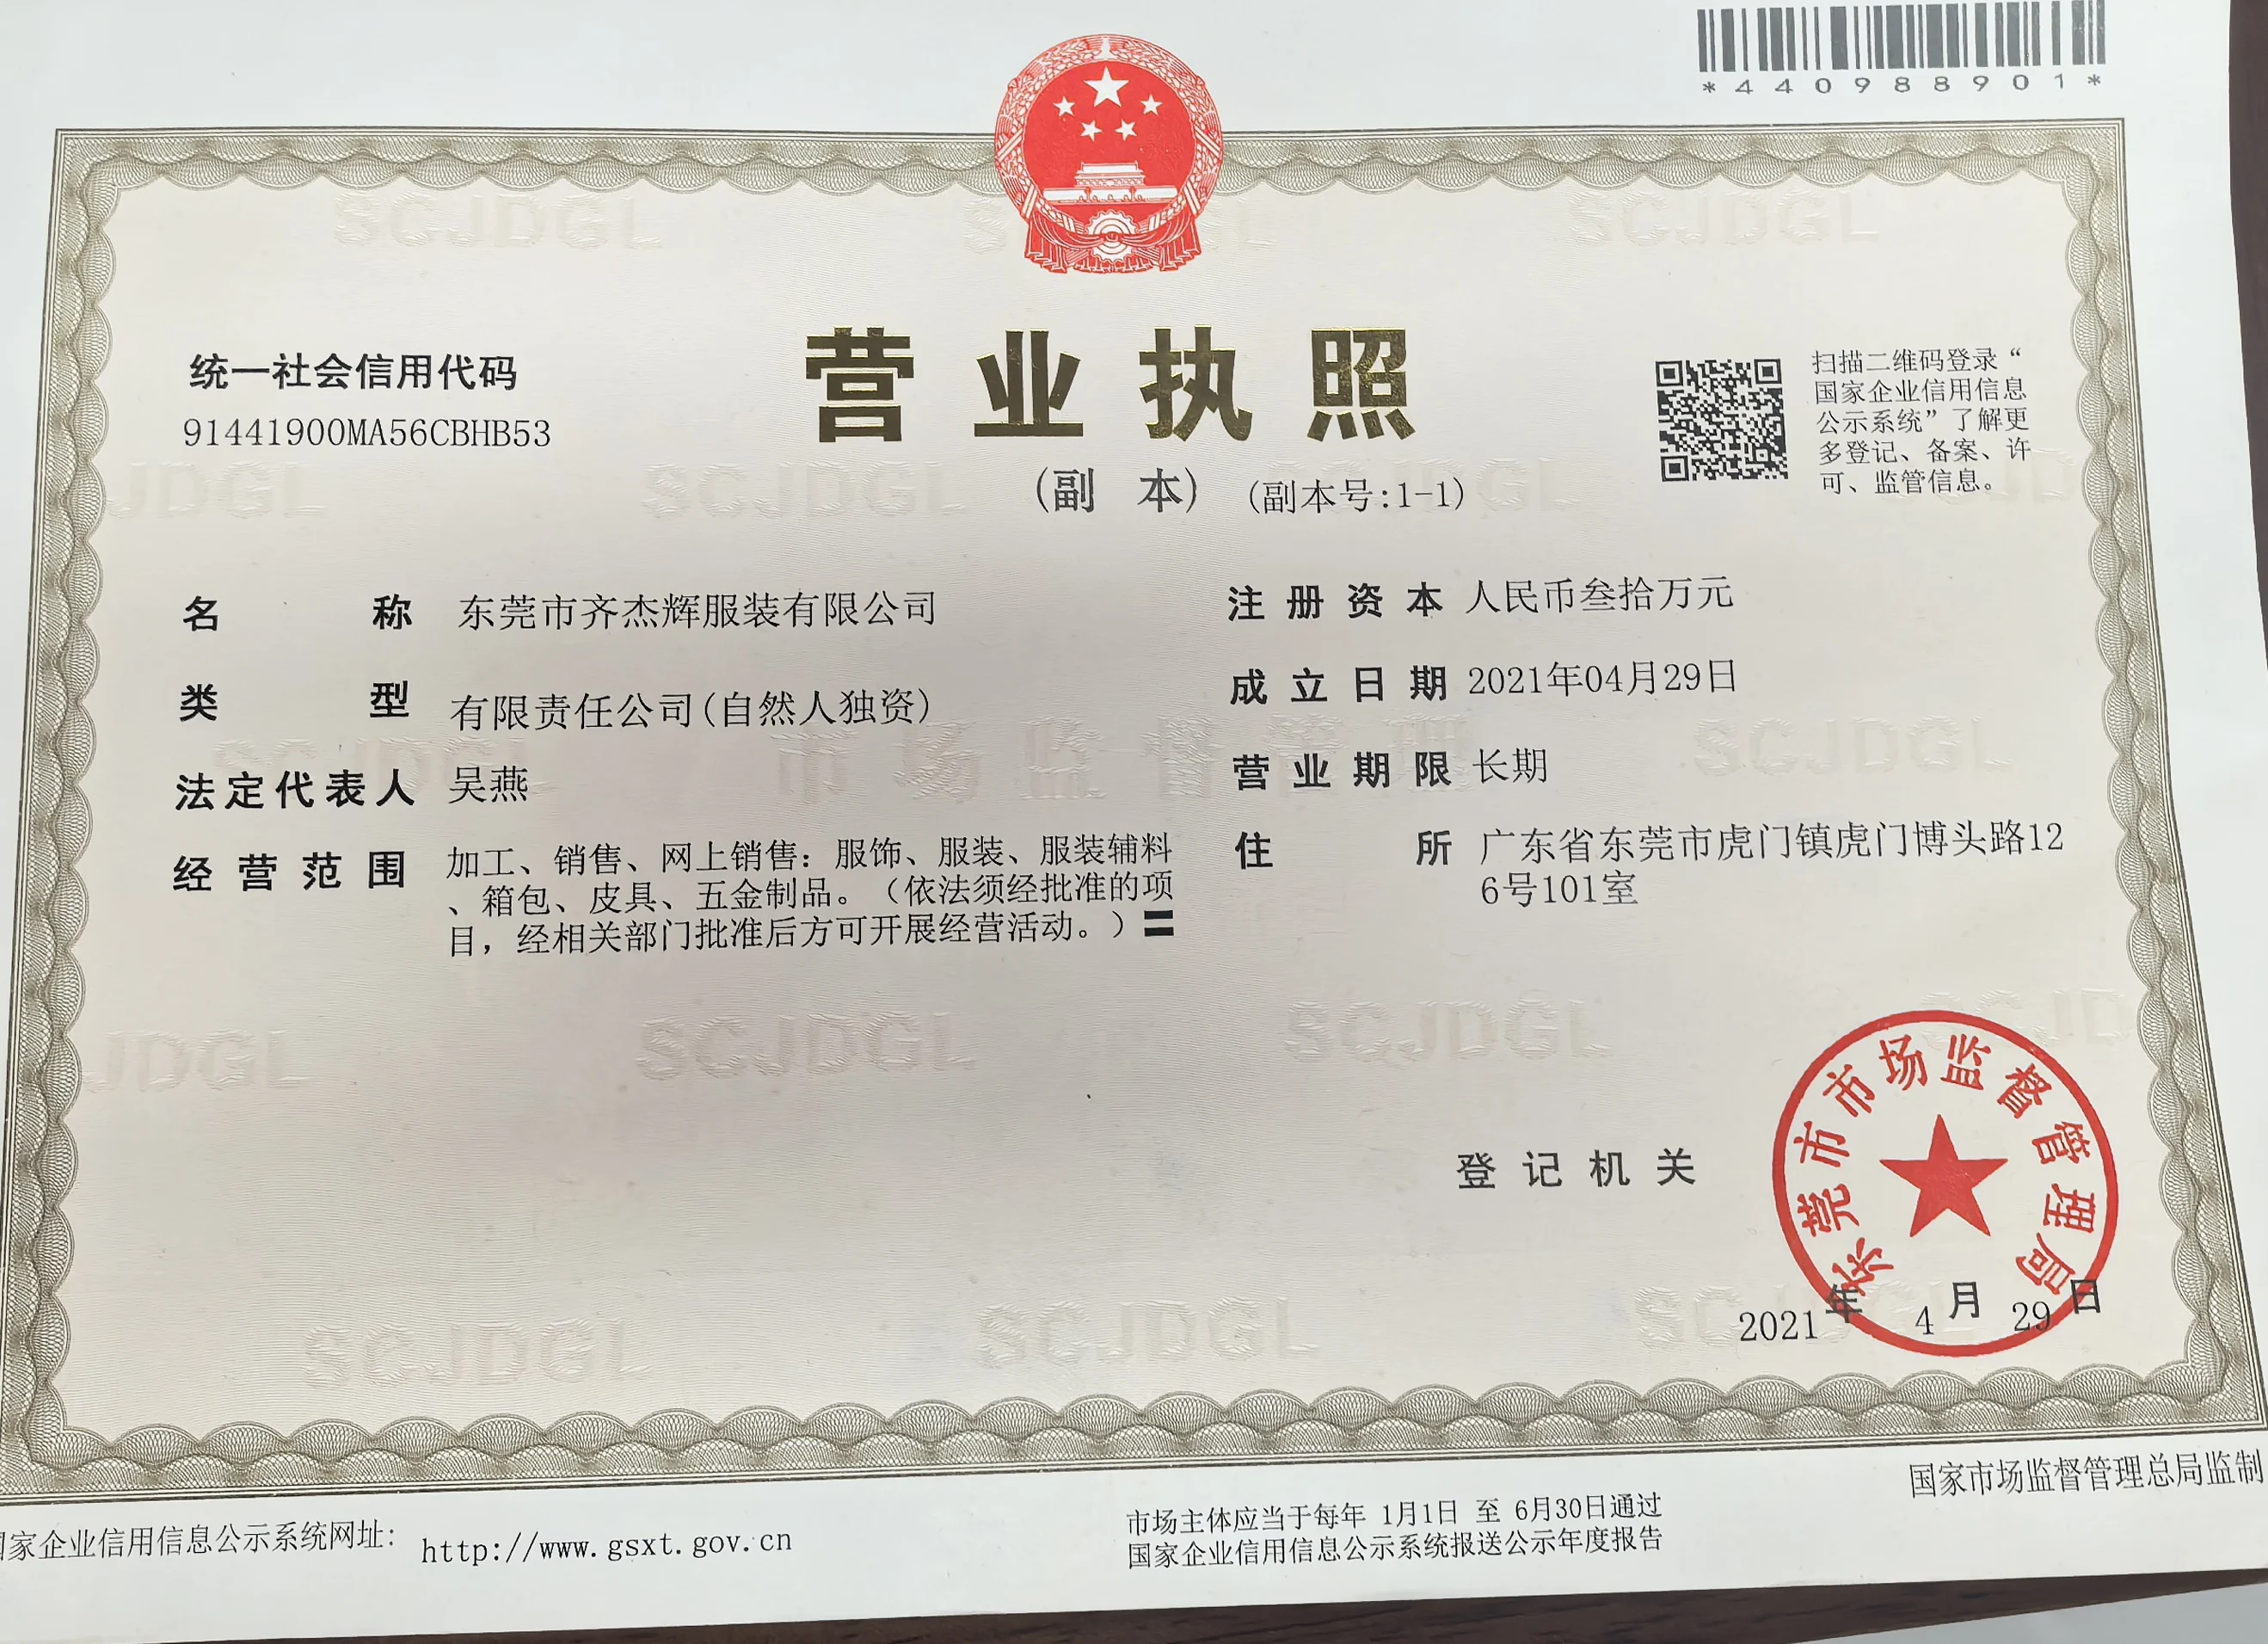 *440988901*
营业执照
(副 本) (副本号:1-1)
统一社会信用代码
91441900MA56CBHB53
扫描二维码登录“
国家企业信用信息
公示系统”了解更
多登记、备案、许
可、监管信息。
名 称 东莞市齐杰辉服装有限公司
类 型 有限责任公司(自然人独资)
法定代表人 吴燕
经营范围 加工、销售、网上销售：服饰、服装、服装辅料
、箱包、皮具、五金制品。（依法须经批准的项
目，经相关部门批准后方可开展经营活动。）
注册资本 人民币叁拾万元
成立日期 2021年04月29日
营业期限 长期
住 所 广东省东莞市虎门镇虎门博头路12
6号101室
登记机关
东莞市市场监督管理局
2021年 4月 29日
SCJDGL
市场监督管理
国家企业信用信息公示系统网址： http://www.gsxt.gov.cn
市场主体应当于每年 1月1日 至 6月30日通过
国家企业信用信息公示系统报送公示年度报告
国家市场监督管理总局监制